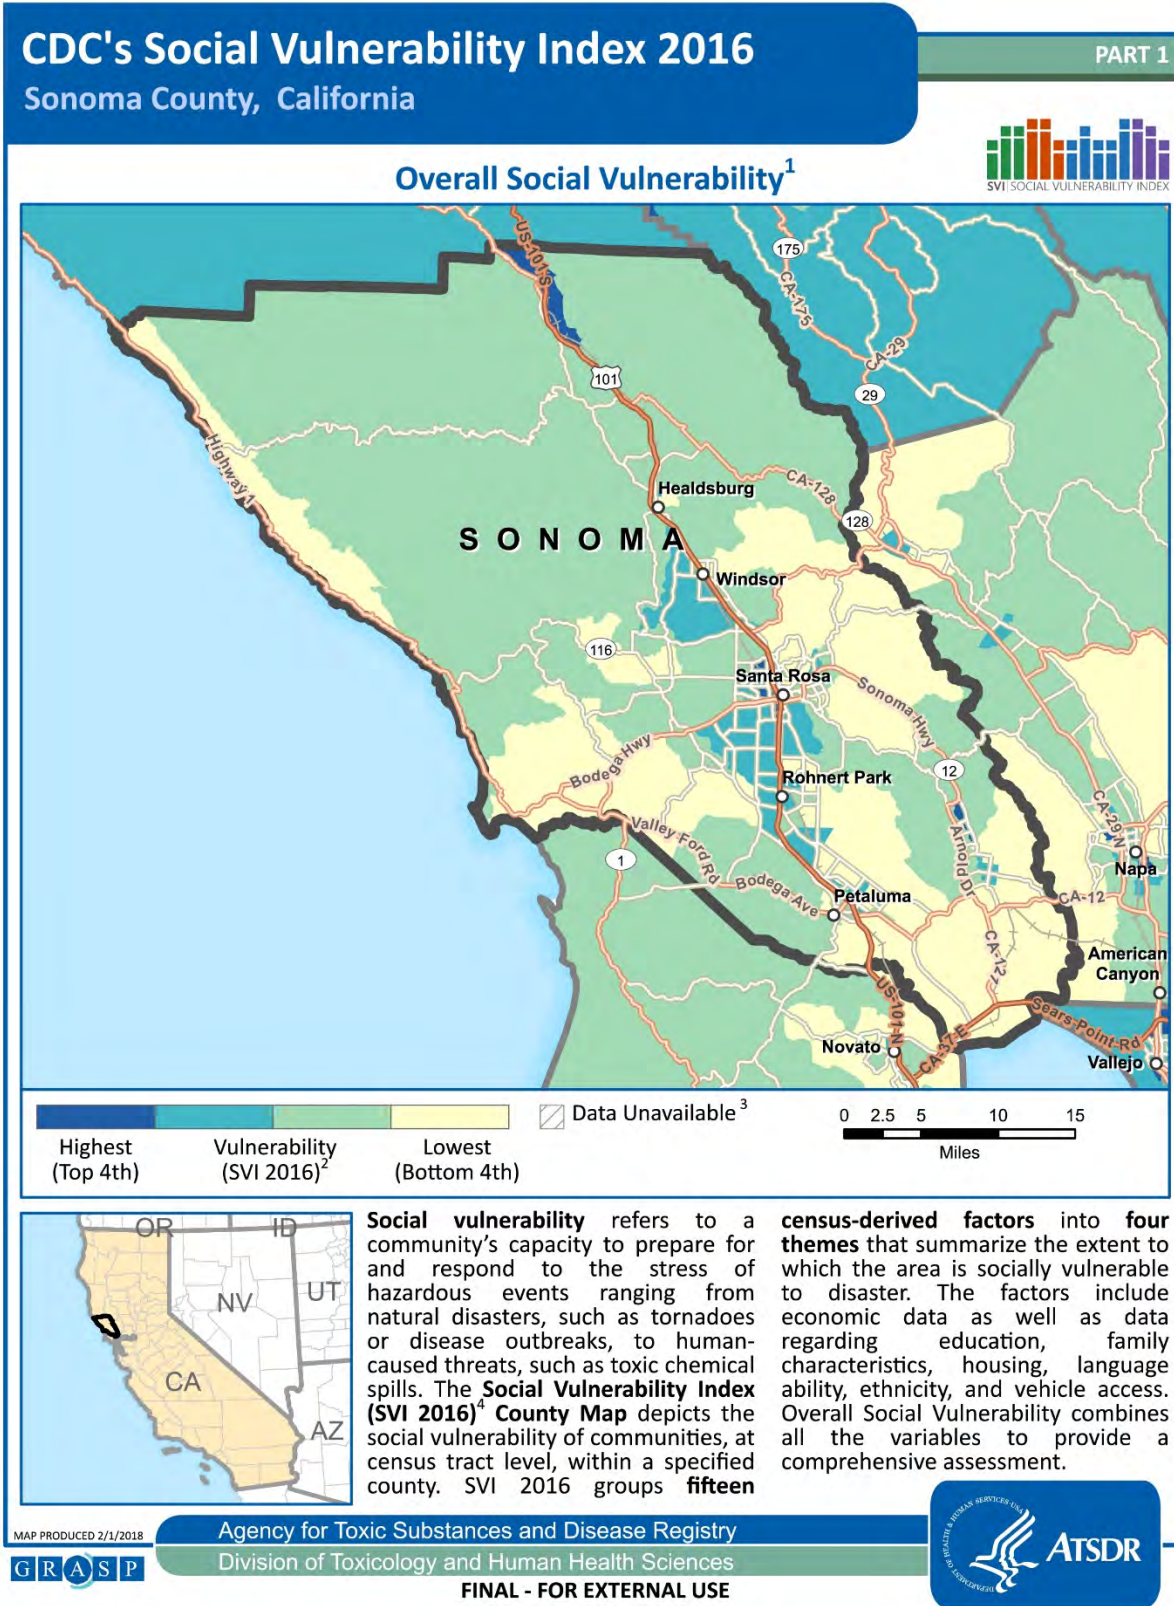 CDC's Social Vulnerability Index 2016
Sonoma County, California
PART 1
SVI SOCIAL VULNERABILITY INDEX
Overall Social Vulnerability1
US-101 S
175
CA-175
CA-29
29
101
Highway 1
Healdsburg
CA-128
128
SONOMA
Windsor
116
Santa Rosa
Sonoma Hwy
Bodega Hwy
12
Rohnert Park
CA-29 N
Valley Ford Rd
Arnold Dr
Napa
1
Bodega Ave
Petaluma
CA-12
CA-12
American
Canyon
US-101 N
Sears Point Rd
Novato
CA-37 E
Vallejo
Highest
(Top 4th)
Vulnerability
(SVI 2016)2
Lowest
(Bottom 4th)
Data Unavailable3
0 2.5 5 10 15
Miles
OR
ID
NV
UT
CA
AZ
Social vulnerability refers to a
community’s capacity to prepare for
and respond to the stress of
hazardous events ranging from
natural disasters, such as tornadoes
or disease outbreaks, to human-
caused threats, such as toxic chemical
spills. The Social Vulnerability Index
(SVI 2016)4 County Map depicts the
social vulnerability of communities, at
census tract level, within a specified
county. SVI 2016 groups fifteen
census-derived factors into four
themes that summarize the extent to
which the area is socially vulnerable
to disaster. The factors include
economic data as well as data
regarding education, family
characteristics, housing, language
ability, ethnicity, and vehicle access.
Overall Social Vulnerability combines
all the variables to provide a
comprehensive assessment.
MAP PRODUCED 2/1/2018
GRASP
Agency for Toxic Substances and Disease Registry
Division of Toxicology and Human Health Sciences
FINAL - FOR EXTERNAL USE
DEPARTMENT OF HEALTH & HUMAN SERVICES·USA
ATSDR